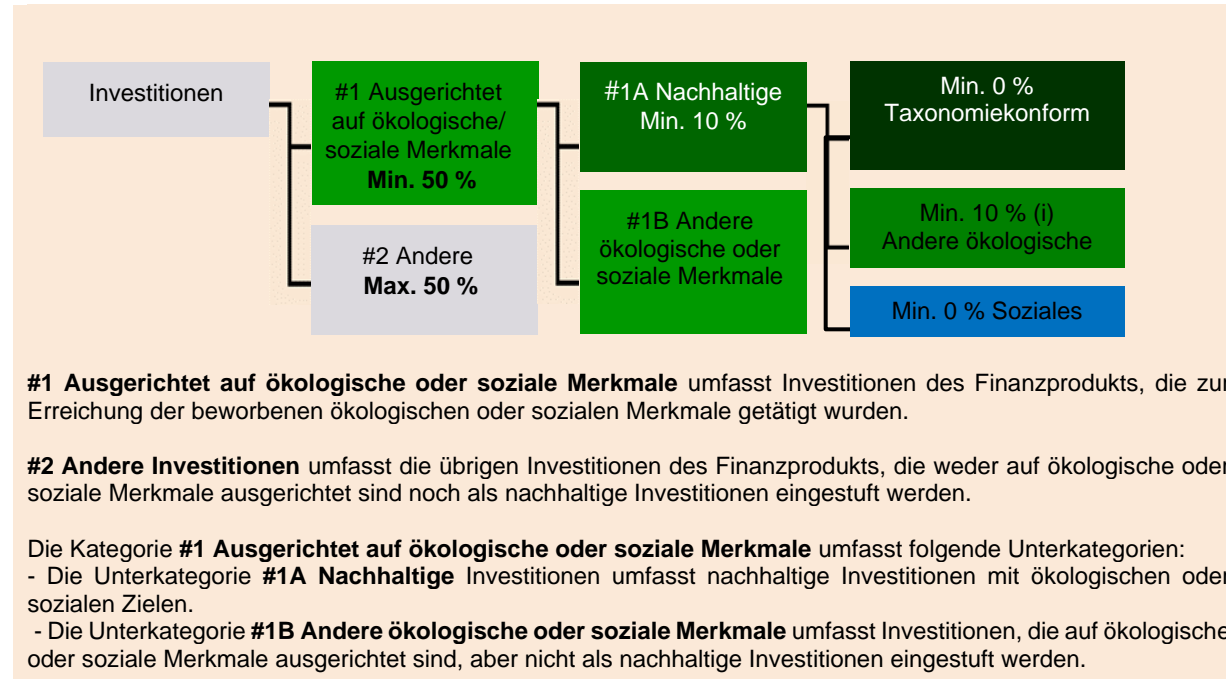 Investitionen
#1 Ausgerichtet
auf ökologische/
soziale Merkmale
Min. 50 %
#2 Andere
Max. 50 %
#1A Nachhaltige
Min. 10 %
#1B Andere
ökologische oder
soziale Merkmale
Min. 0 %
Taxonomiekonform
Min. 10 % (i)
Andere ökologische
Min. 0 % Soziales
#1 Ausgerichtet auf ökologische oder soziale Merkmale umfasst Investitionen des Finanzprodukts, die zur
Erreichung der beworbenen ökologischen oder sozialen Merkmale getätigt wurden.
#2 Andere Investitionen umfasst die übrigen Investitionen des Finanzprodukts, die weder auf ökologische oder
soziale Merkmale ausgerichtet sind noch als nachhaltige Investitionen eingestuft werden.
Die Kategorie #1 Ausgerichtet auf ökologische oder soziale Merkmale umfasst folgende Unterkategorien:
- Die Unterkategorie #1A Nachhaltige Investitionen umfasst nachhaltige Investitionen mit ökologischen oder
sozialen Zielen.
- Die Unterkategorie #1B Andere ökologische oder soziale Merkmale umfasst Investitionen, die auf ökologische
oder soziale Merkmale ausgerichtet sind, aber nicht als nachhaltige Investitionen eingestuft werden.